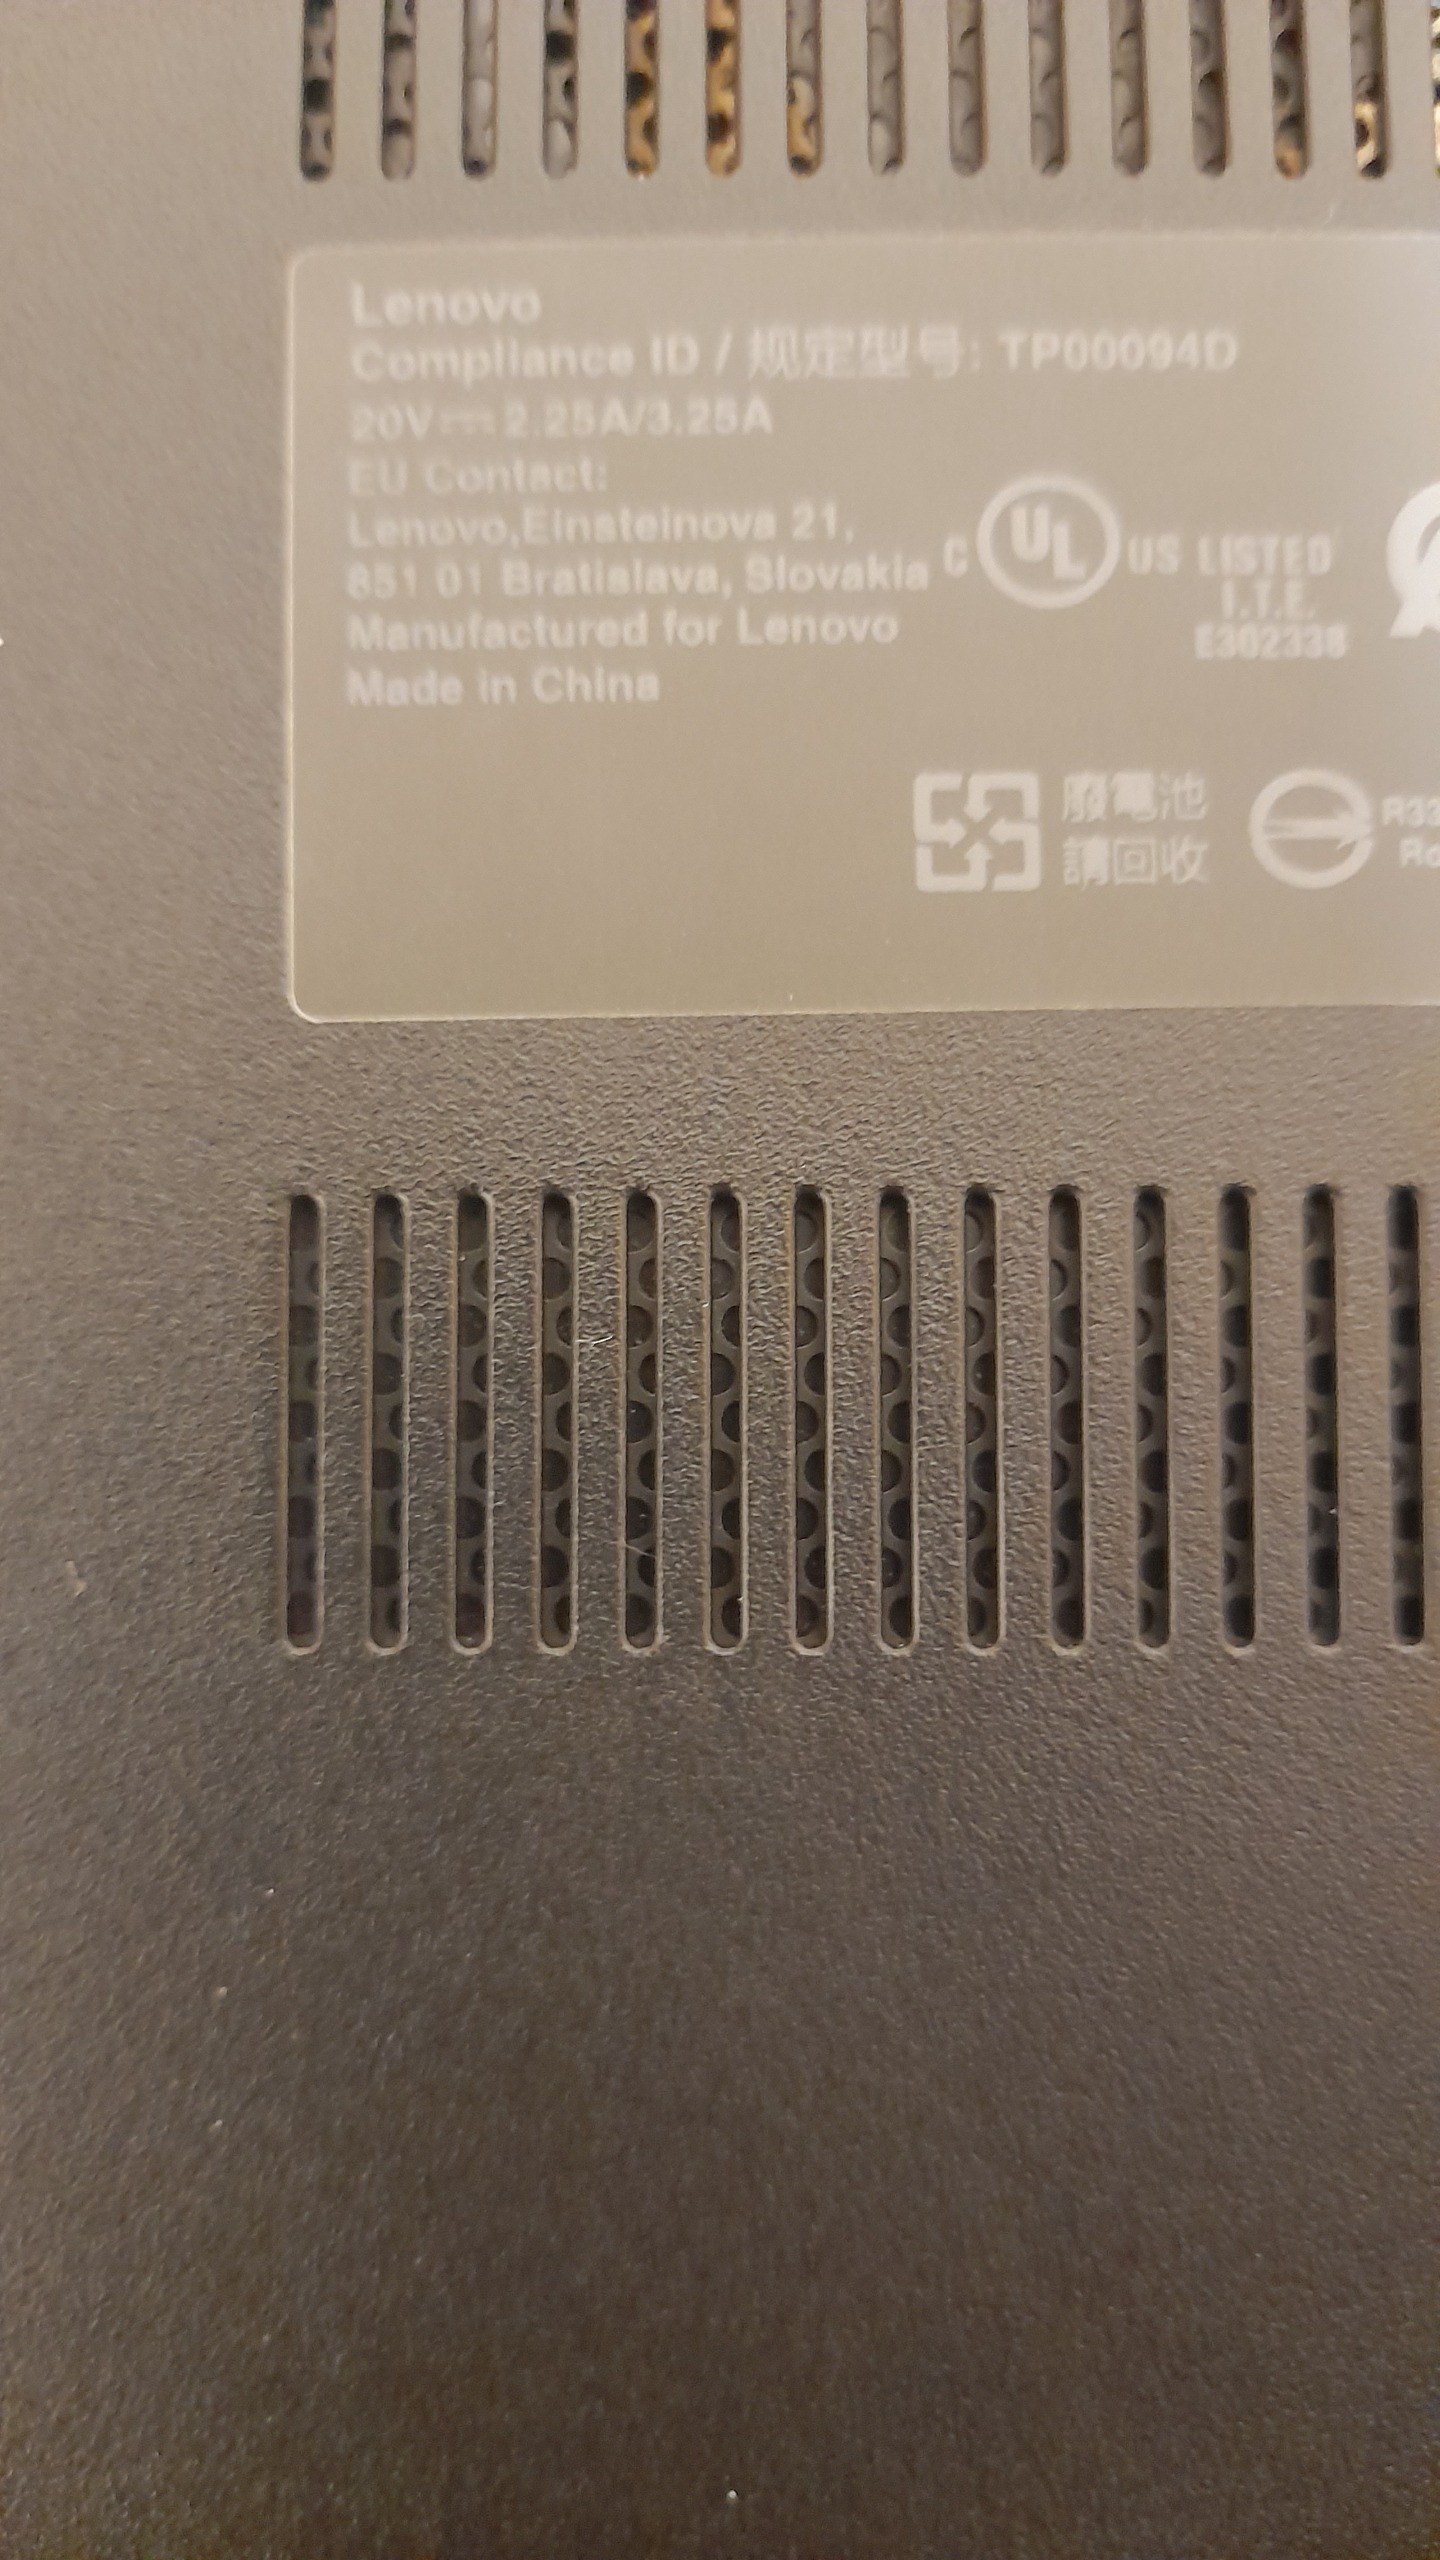 Lenovo
Compliance ID / 规定型号: TP00094D
20V⎓2.25A/3.25A
EU Contact:
Lenovo,Einsteinova 21,
851 01 Bratislava, Slovakia
Manufactured for Lenovo
Made in China
C UL US LISTED
I.T.E.
E302338
廢電池
請回收
R33
Ro